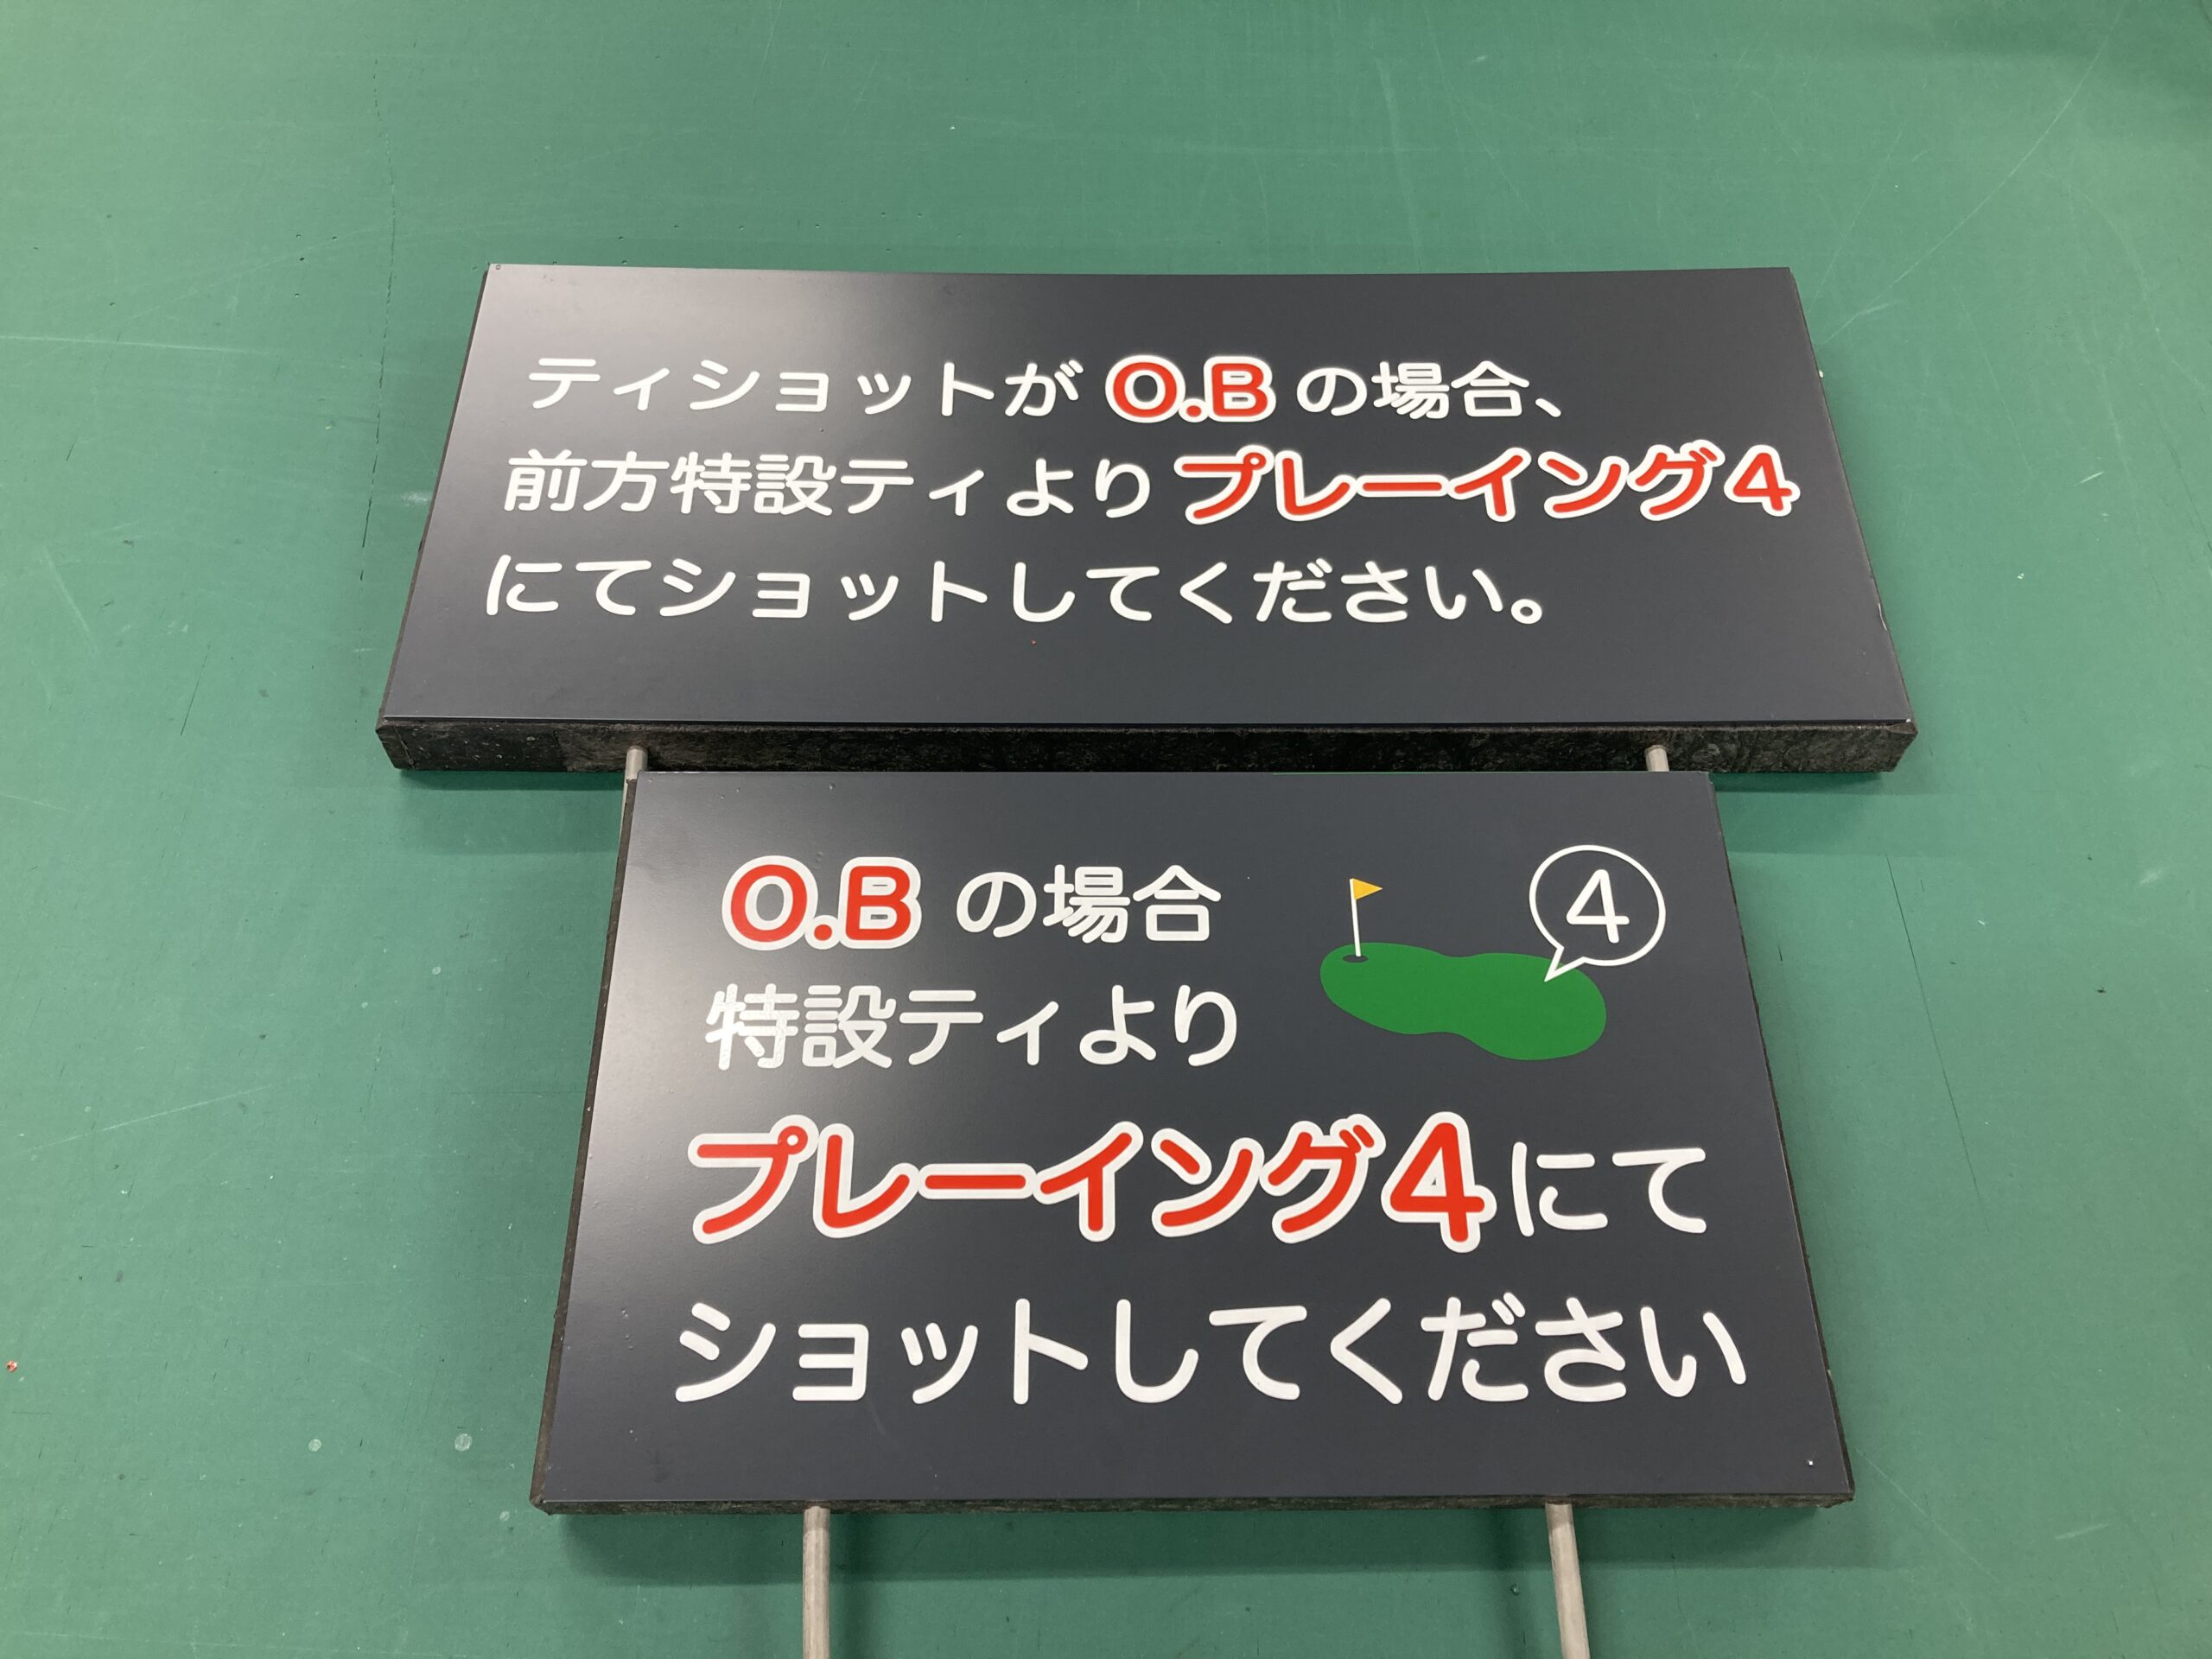 ティショットが O.B の場合、
前方特設ティよりプレーイング4
にてショットしてください。
O.B の場合
4
特設ティより
プレーイング4にて
ショットしてください